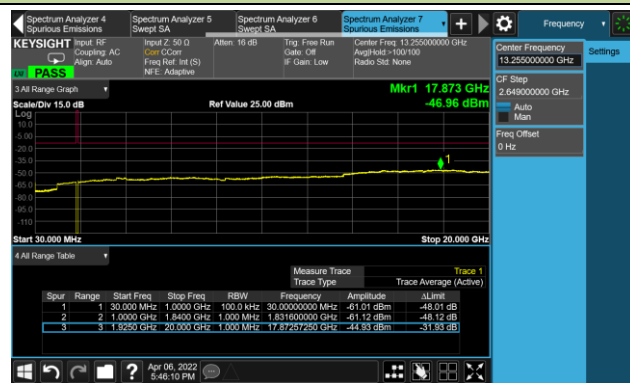 Spectrum Analyzer 4 Spurious Emissions
Spectrum Analyzer 5 Swept SA
Spectrum Analyzer 6 Swept SA
Spectrum Analyzer 7 Spurious Emissions
Frequency
KEYSIGHT
Input: RF
Coupling: AC
Align: Auto
Input Z: 50 Ω
Corr CCorr
Freq Ref: Int (S)
NFE: Adaptive
Atten: 16 dB
Trig: Free Run
Gate: Off
IF Gain: Low
Center Freq: 13.255000000 GHz
Avg|Hold:>100/100
Radio Std: None
PASS
3 All Range Graph
Mkr1 17.873 GHz
Scale/Div 15.0 dB
Ref Value 25.00 dBm
-46.96 dBm
Log
10.0
-5.00
-20.0
-35.0
-50.0
-65.0
-80.0
-95.0
-110
1
Start 30.000 MHz
Stop 20.000 GHz
4 All Range Table
Measure Trace Trace 1
Trace Type Trace Average (Active)
Spur Range Start Freq Stop Freq RBW Frequency Amplitude ΔLimit
1 1 30.000 MHz 1.0000 GHz 100.0 kHz 30.00000000 MHz -61.01 dBm -48.01 dB
2 2 1.0000 GHz 1.8400 GHz 1.000 MHz 1.831600000 GHz -61.12 dBm -48.12 dB
3 3 1.9250 GHz 20.000 GHz 1.000 MHz 17.87257250 GHz -44.93 dBm -31.93 dB
Center Frequency
13.255000000 GHz
Settings
CF Step
2.649000000 GHz
Auto
Man
Freq Offset
0 Hz
Apr 06, 2022
5:46:10 PM